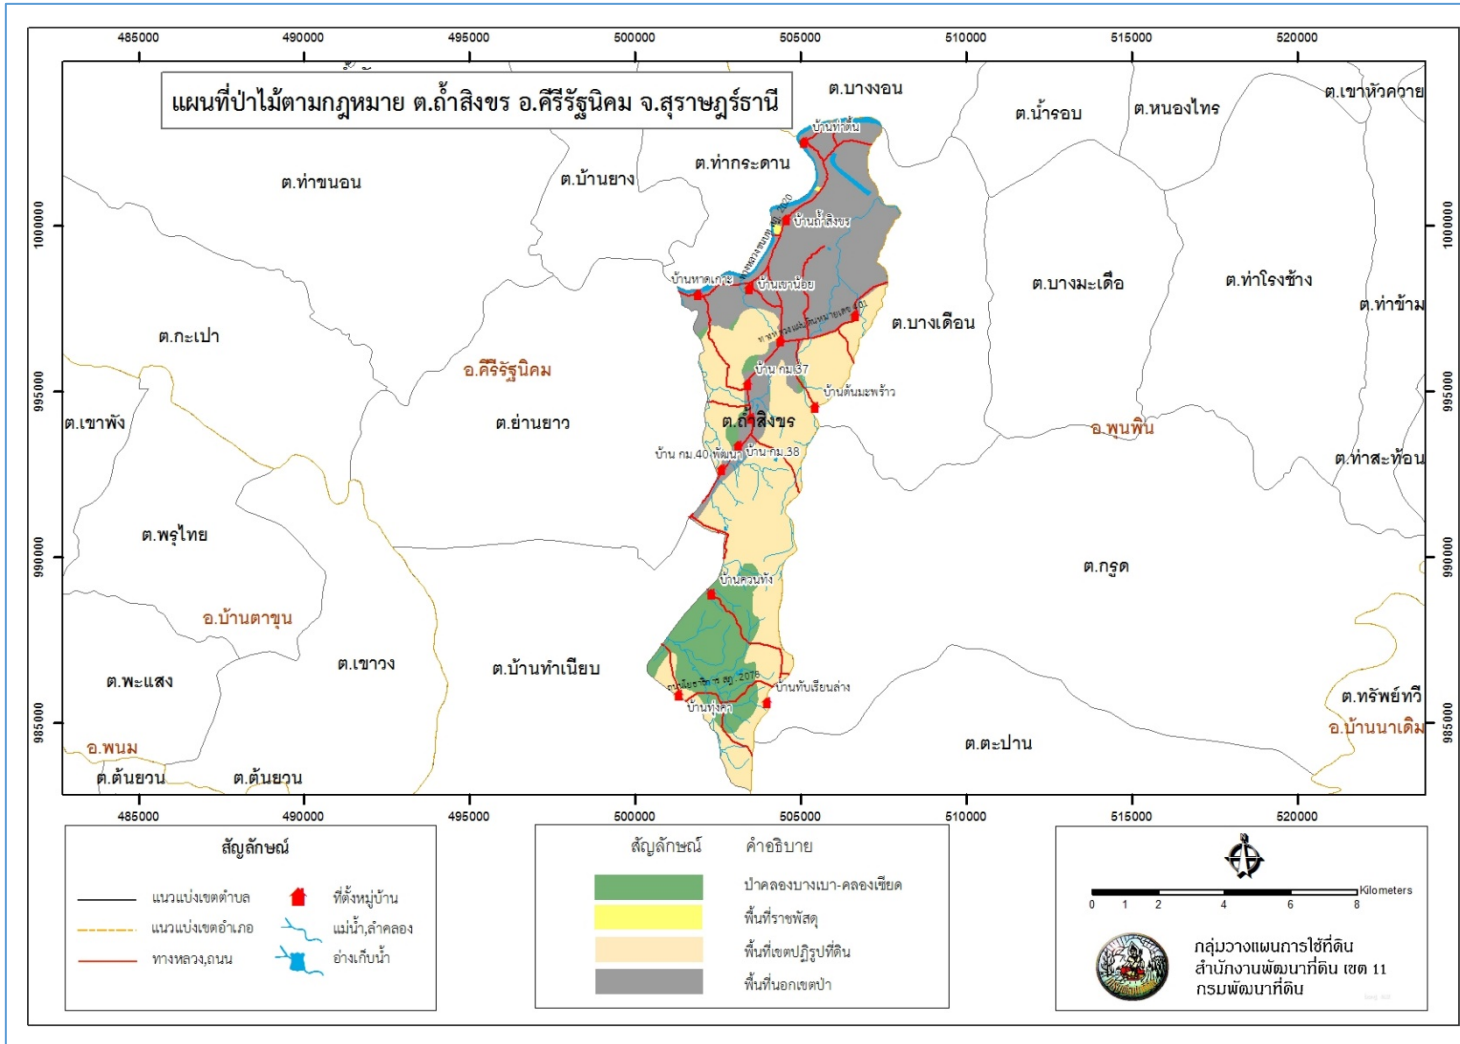 485000 490000 495000 500000 505000 510000 515000 520000
แผนที่ป่าไม้ตามกฎหมาย ต.ถ้ำสิงขร อ.คีรีรัฐนิคม จ.สุราษฎร์ธานี
ต.บางงอน
ต.น้ำรอบ
ต.หนองไทร
ต.เขาหัวควาย
บ้านท่าตื้น
ต.ท่ากระดาน
ต.บ้านยาง
ต.ท่าขนอน
1000000
1000000
บ้านถ้ำสิงขร
บ้านหาดเกาะ
บ้านเขาน้อย
ต.บางมะเดื่อ
ต.ท่าโรงช้าง
ต.ท่าข้าม
ต.กะเปา
ต.บางเดือน
อ.คีรีรัฐนิคม
บ้าน กม.37
บ้านต้นมะพร้าว
995000
995000
ต.เขาพัง
ต.ย่านยาว
ต.ถ้ำสิงขร
อ.พุนพิน
บ้าน กม.40 พัฒนา
บ้าน กม.38
ต.ท่าสะท้อน
ต.พรุไทย
990000
990000
ต.กรูด
บ้านควนทัง
อ.บ้านตาขุน
ต.เขาวง
ต.บ้านทำเนียบ
ต.พะแสง
บ้านทับเรียนล่าง
บ้านทุ่งคา
ต.ทรัพย์ทวี
อ.บ้านนาเดิม
985000
985000
อ.พนม
ต.ตะปาน
ต.ต้นยวน
ต.ต้นยวน
485000 490000 495000 500000 505000 510000 515000 520000
สัญลักษณ์
แนวแบ่งเขตตำบล
ที่ตั้งหมู่บ้าน
แนวแบ่งเขตอำเภอ
แม่น้ำ,ลำคลอง
ทางหลวง,ถนน
อ่างเก็บน้ำ
สัญลักษณ์ คำอธิบาย
ป่าคลองบางเบา-คลองเซียด
พื้นที่ราชพัสดุ
พื้นที่เขตปฏิรูปที่ดิน
พื้นที่นอกเขตป่า
Kilometers
0 1 2 4 6 8
กลุ่มวางแผนการใช้ที่ดิน
สำนักงานพัฒนาที่ดิน เขต 11
กรมพัฒนาที่ดิน